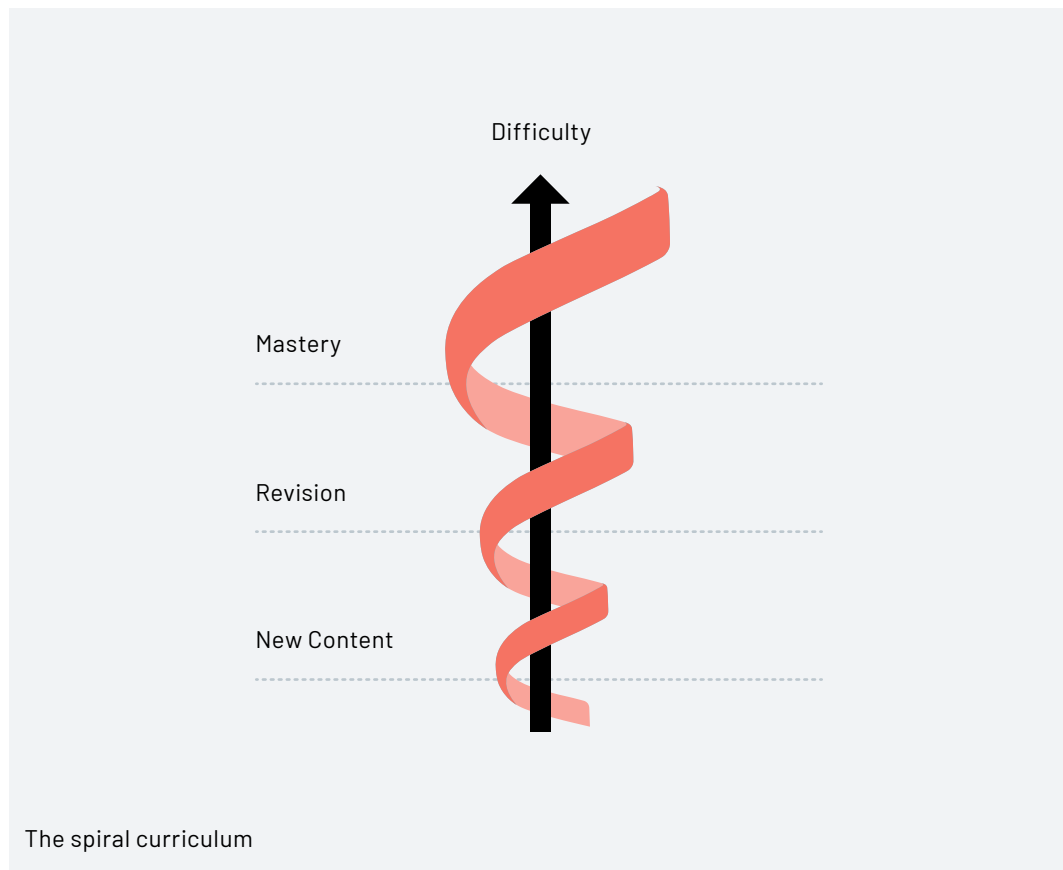 Difficulty
Mastery
Revision
New Content
The spiral curriculum